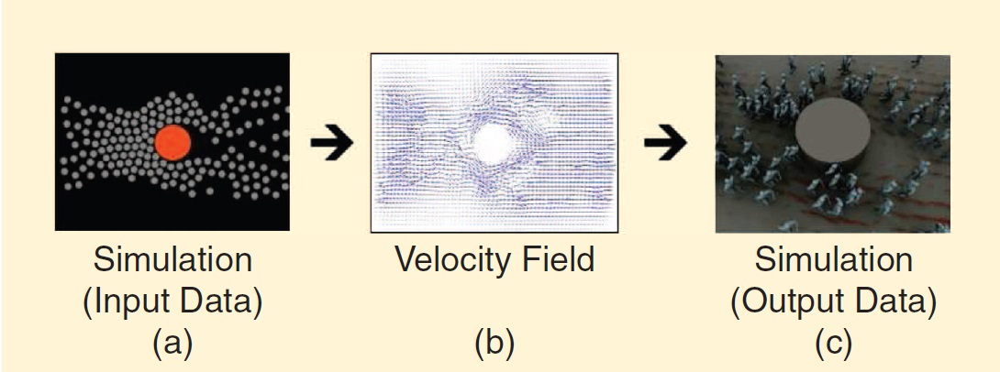 Simulation
(Input Data)
(a)
Velocity Field
(b)
Simulation
(Output Data)
(c)